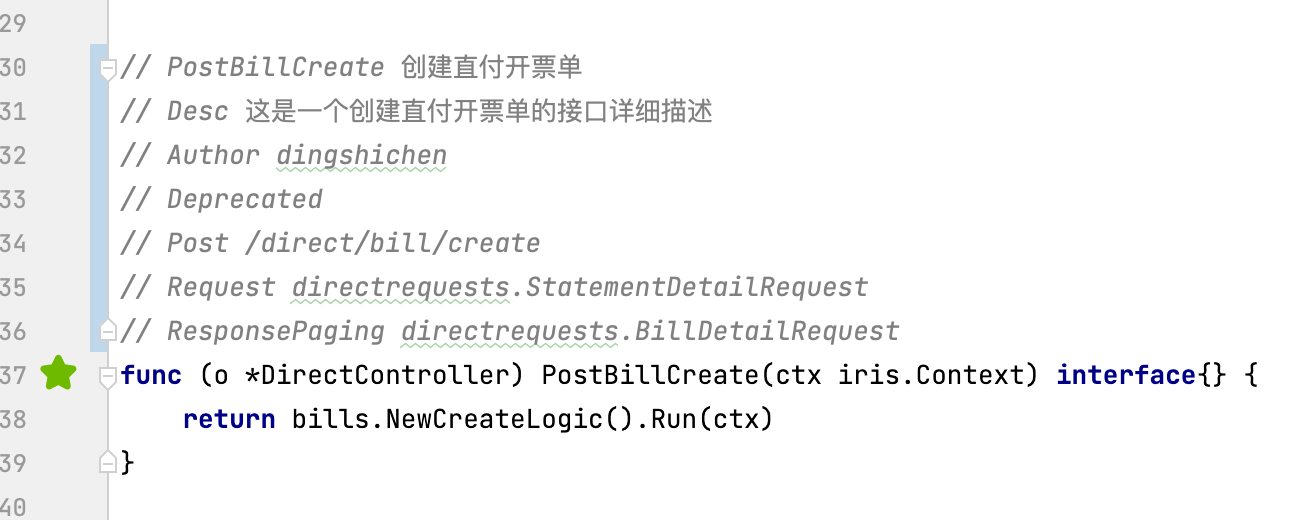 29
30 // PostBillCreate 创建直付开票单
31 // Desc 这是一个创建直付开票单的接口详细描述
32 // Author dingshichen
33 // Deprecated
34 // Post /direct/bill/create
35 // Request directrequests.StatementDetailRequest
36 // ResponsePaging directrequests.BillDetailRequest
37 func (o *DirectController) PostBillCreate(ctx iris.Context) interface{} {
38 return bills.NewCreateLogic().Run(ctx)
39 }
40